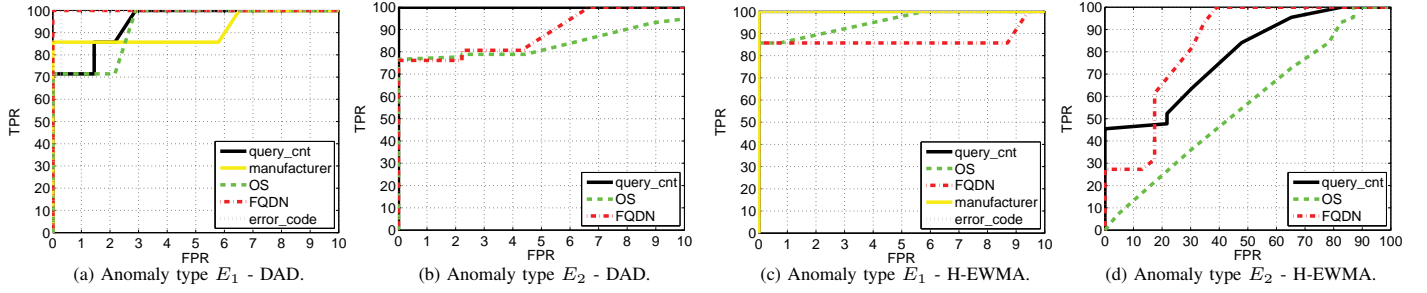 TPR
100
90
80
70
60
50
40
30
20
10
0
0 1 2 3 4 5 6 7 8 9 10
FPR
query_cnt
manufacturer
OS
FQDN
error_code
(a) Anomaly type E1 - DAD.
TPR
100
90
80
70
60
50
40
30
20
10
0
0 1 2 3 4 5 6 7 8 9 10
FPR
query_cnt
OS
FQDN
(b) Anomaly type E2 - DAD.
TPR
100
90
80
70
60
50
40
30
20
10
0
0 1 2 3 4 5 6 7 8 9 10
FPR
query_cnt
OS
FQDN
manufacturer
error_code
(c) Anomaly type E1 - H-EWMA.
TPR
100
90
80
70
60
50
40
30
20
10
0
0 10 20 30 40 50 60 70 80 90 100
FPR
query_cnt
OS
FQDN
(d) Anomaly type E2 - H-EWMA.